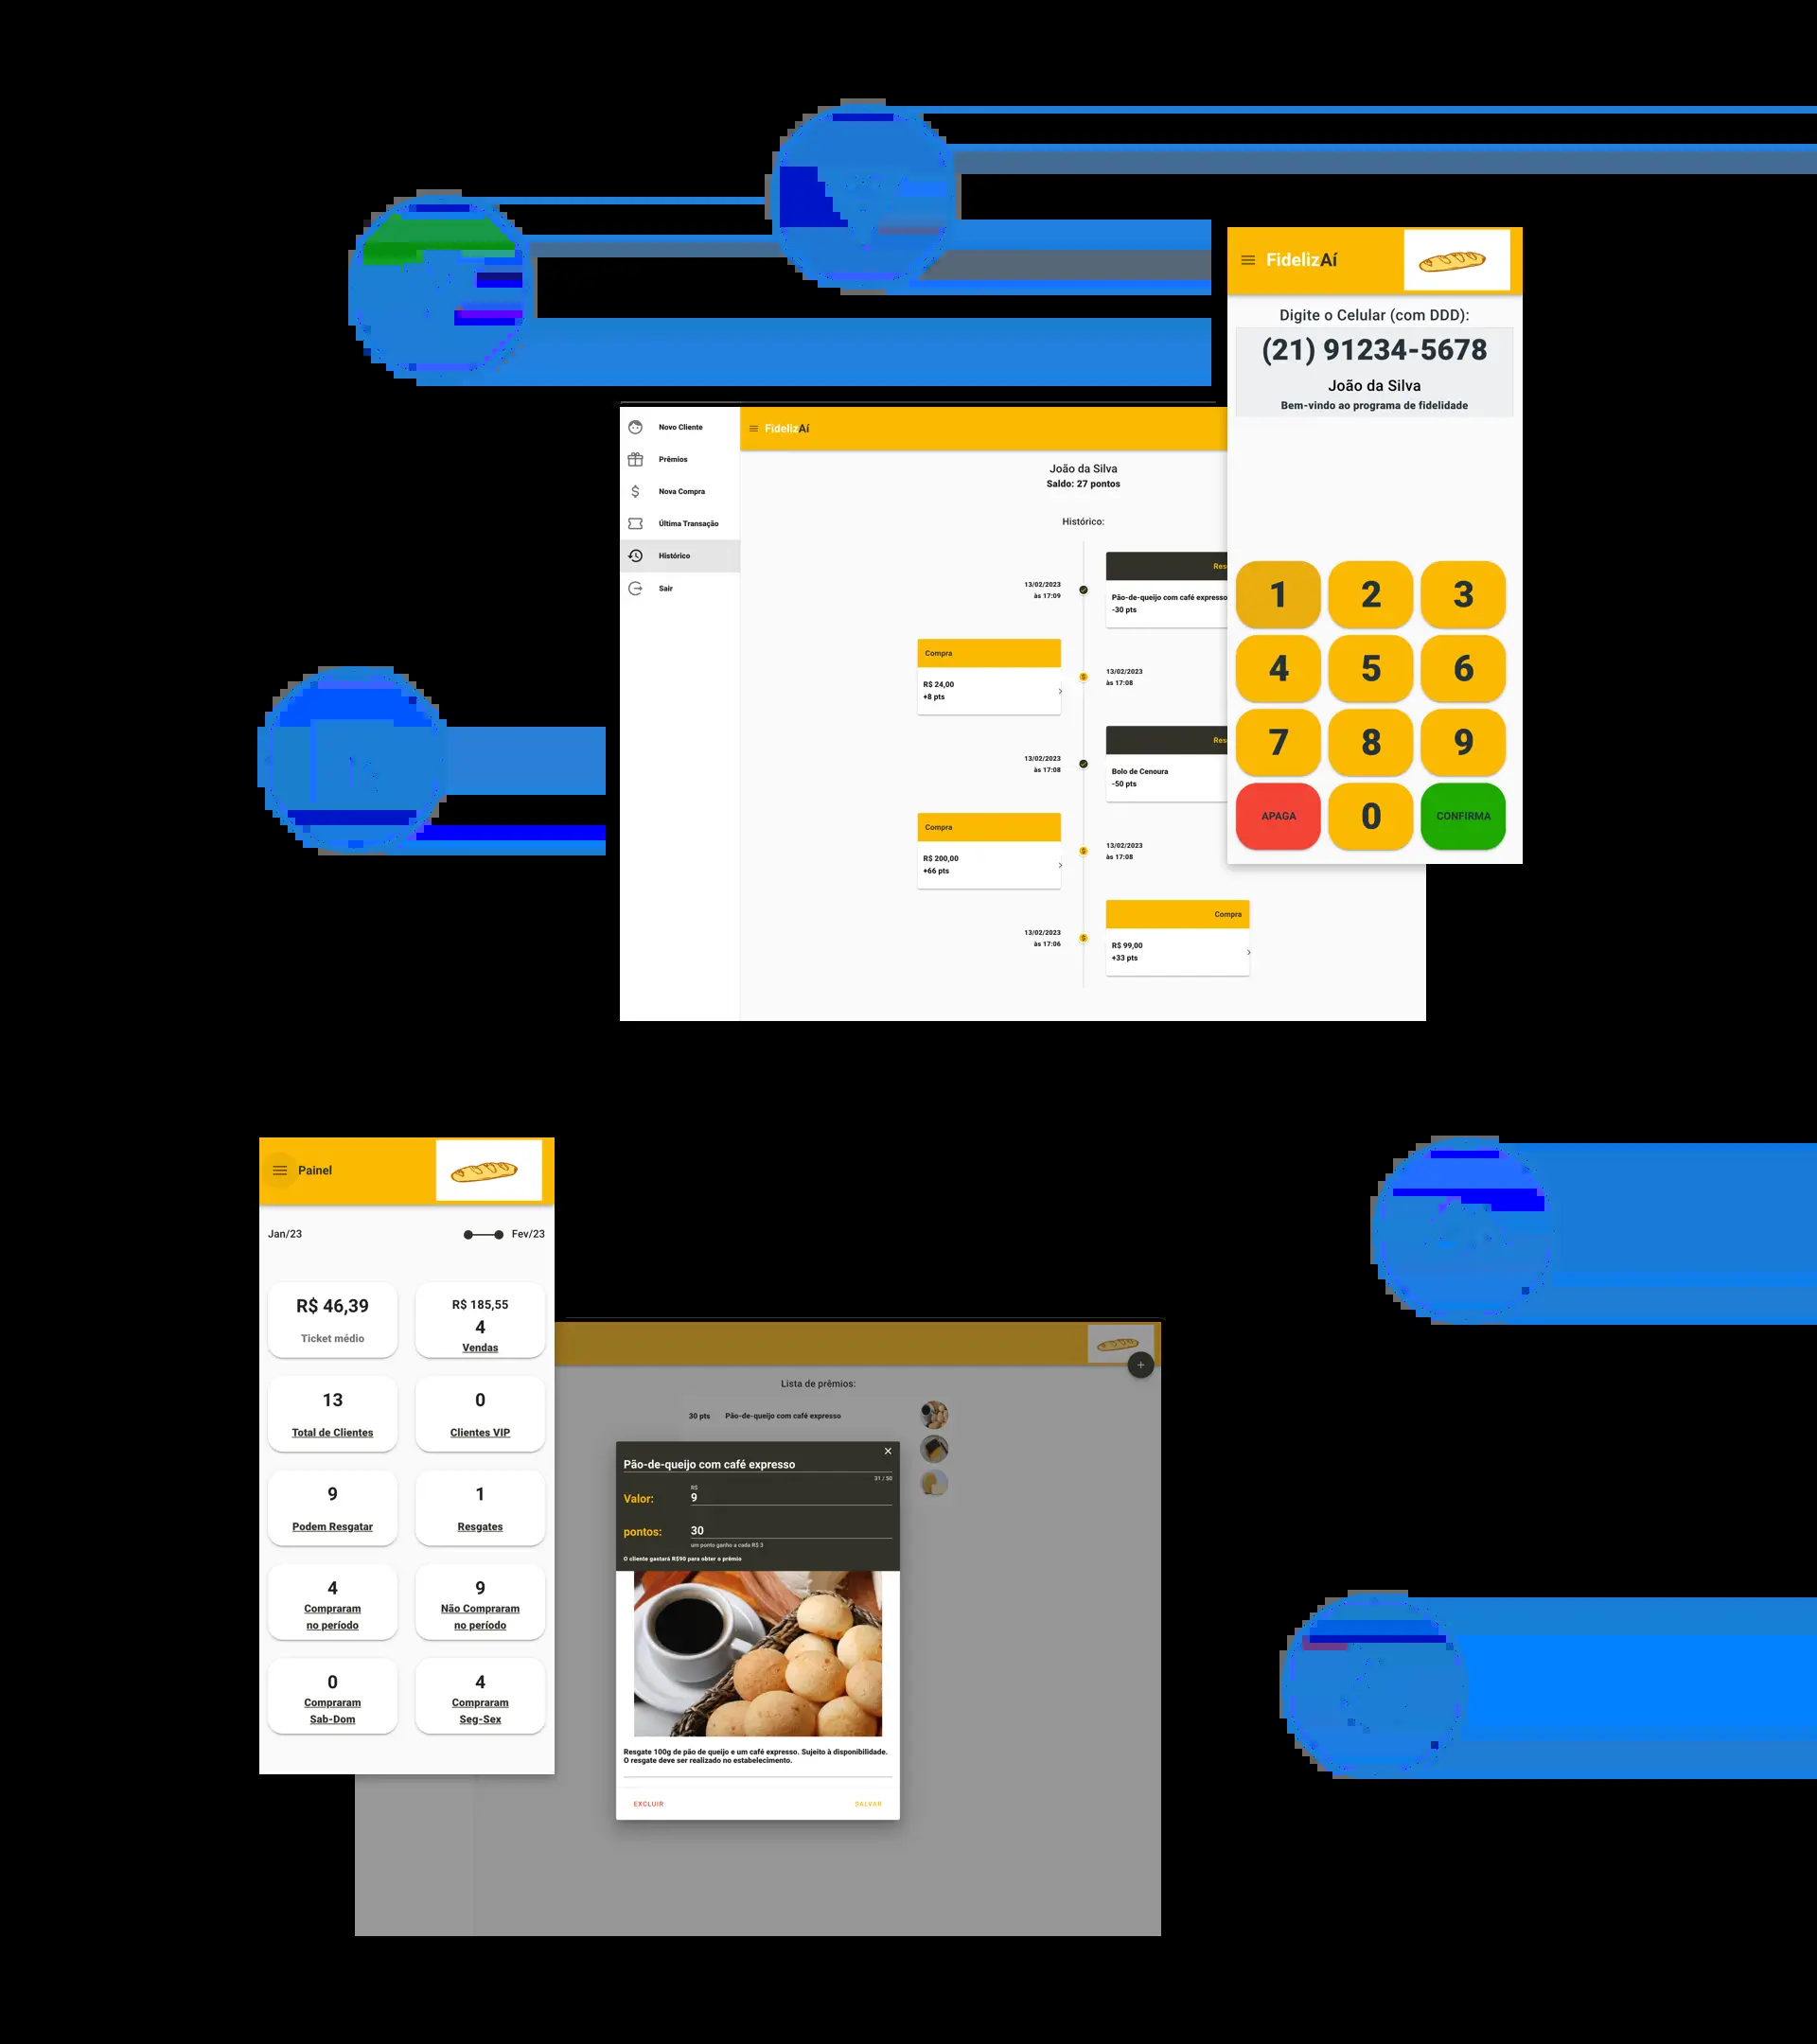 FidelizAí
Digite o Celular (com DDD):
(21) 91234-5678
João da Silva
Bem-vindo ao programa de fidelidade
1 2 3
4 5 6
7 8 9
APAGA 0 CONFIRMA
Novo Cliente
Prêmios
Nova Compra
Última Transação
Histórico
Sair
FidelizAí
João da Silva
Saldo: 27 pontos
Histórico:
13/02/2023
às 17:09
Pão-de-queijo com café expresso
-30 pts
Compra
R$ 24,00
+8 pts
13/02/2023
às 17:08
13/02/2023
às 17:08
Bolo de Cenoura
-50 pts
Compra
R$ 200,00
+66 pts
13/02/2023
às 17:08
13/02/2023
às 17:06
Compra
R$ 99,00
+33 pts
Painel
Jan/23
Fev/23
R$ 46,39
Ticket médio
R$ 185,55
4
Vendas
13
Total de Clientes
0
Clientes VIP
9
Podem Resgatar
1
Resgates
4
Compraram
no período
9
Não Compraram
no período
0
Compraram
Sab-Dom
4
Compraram
Seg-Sex
Lista de prêmios:
30 pts Pão-de-queijo com café expresso
Pão-de-queijo com café expresso
31 / 50
R$
Valor: 9
pontos: 30
um ponto ganho a cada R$ 3
O cliente gastará R$90 para obter o prêmio
Resgate 100g de pão de queijo e um café expresso. Sujeito à disponibilidade.
O resgate deve ser realizado no estabelecimento.
EXCLUIR
SALVAR